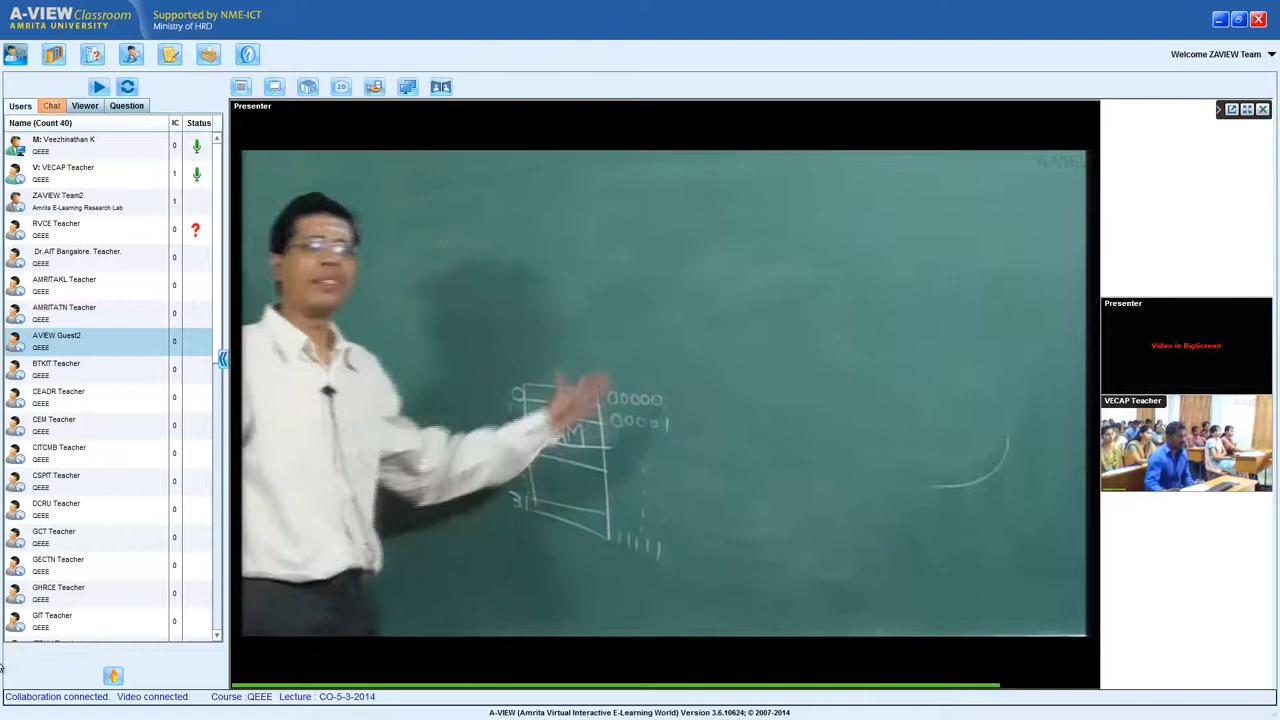 A-VIEW Classroom
AMRITA UNIVERSITY
Supported by NME-ICT
Ministry of HRD
Welcome ZAVIEW Team
20
Users Chat Viewer Question
Name (Count 40) IC Status
M: Veezhinathan K
QEEE 0
V: VECAP Teacher
QEEE 1
ZAVIEW Team2
Amrita E-Learning Research Lab 1
RVCE Teacher
QEEE 0 ?
Dr.AIT Bangalore. Teacher.
QEEE 0
AMRITAKL Teacher
QEEE 0
AMRITATN Teacher
QEEE 0
AVIEW Guest2
QEEE 0
BTKIT Teacher
QEEE 0
CEADR Teacher
QEEE 0
CEM Teacher
QEEE 0
CITCMB Teacher
QEEE 0
CSPIT Teacher
QEEE 0
DCRU Teacher
QEEE 0
GCT Teacher
QEEE 0
GECTN Teacher
QEEE 0
GHRCE Teacher
QEEE 0
GIT Teacher
QEEE 0
Presenter
A-VIEW
0 00000
00001
31 11111
Presenter
Video in BigScreen
VECAP Teacher
Collaboration connected. Video connected. Course :QEEE Lecture : CO-5-3-2014
A-VIEW (Amrita Virtual Interactive E-Learning World) Version 3.6.10624; © 2007-2014